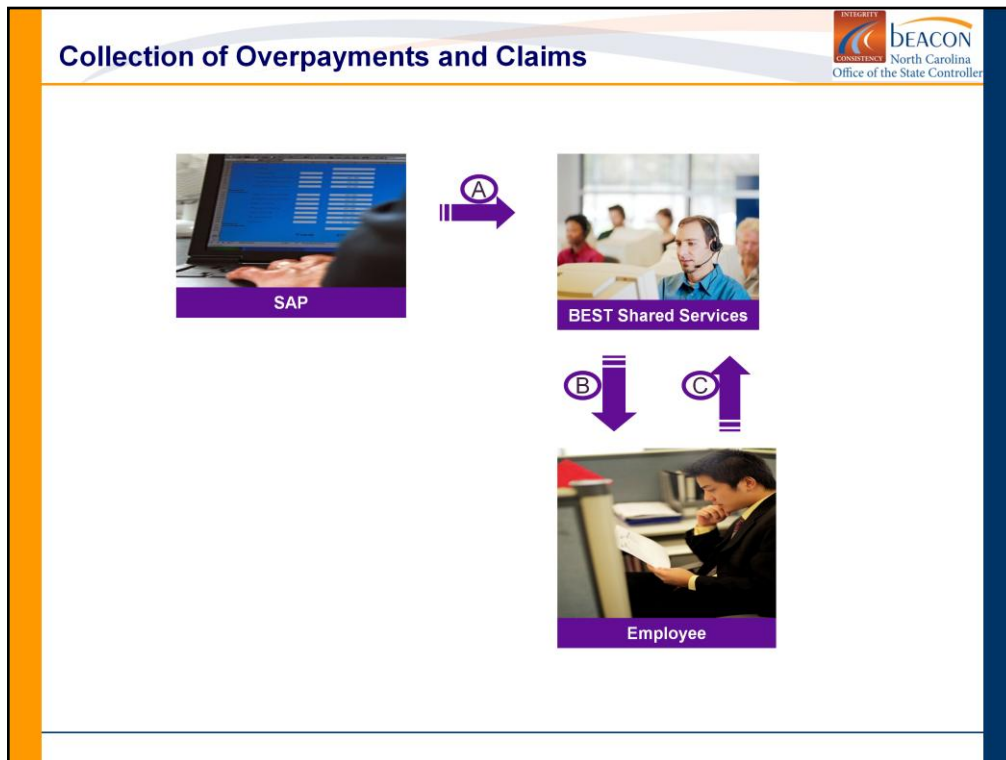 Collection of Overpayments and Claims
INTEGRITY
CONSISTENCY
bEACON
North Carolina
Office of the State Controller
A
SAP
BEST Shared Services
B
C
Employee